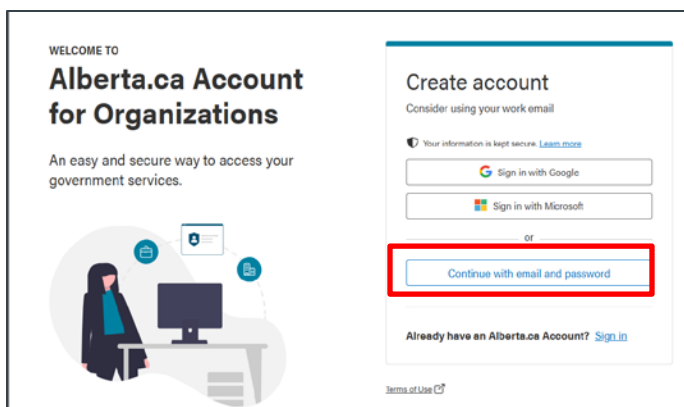 WELCOME TO
Alberta.ca Account
for Organizations
An easy and secure way to access your
government services.
Create account
Consider using your work email
Your information is kept secure. Learn more
Sign in with Google
Sign in with Microsoft
or
Continue with email and password
Already have an Alberta.ca Account? Sign in
Terms of Use